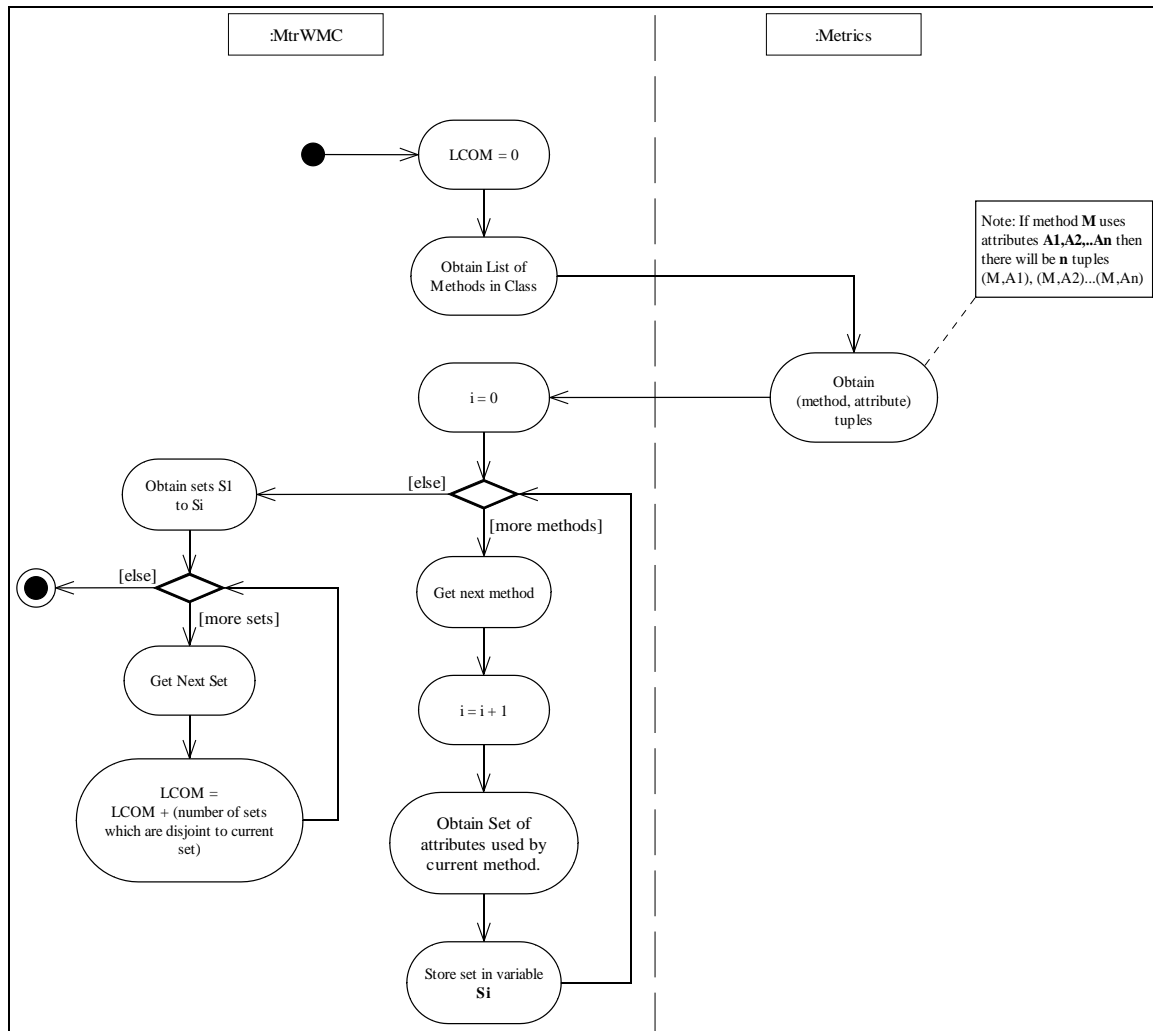 :MtrWMC
:Metrics
LCOM = 0
Obtain List of
Methods in Class
Note: If method M uses
attributes A1,A2,..An then
there will be n tuples
(M,A1), (M,A2)...(M,An)
Obtain
(method, attribute)
tuples
i = 0
[else]
[more methods]
Obtain sets S1
to Si
[else]
[more sets]
Get next method
Get Next Set
i = i + 1
LCOM =
LCOM + (number of sets
which are disjoint to current
set)
Obtain Set of
attributes used by
current method.
Store set in variable
Si